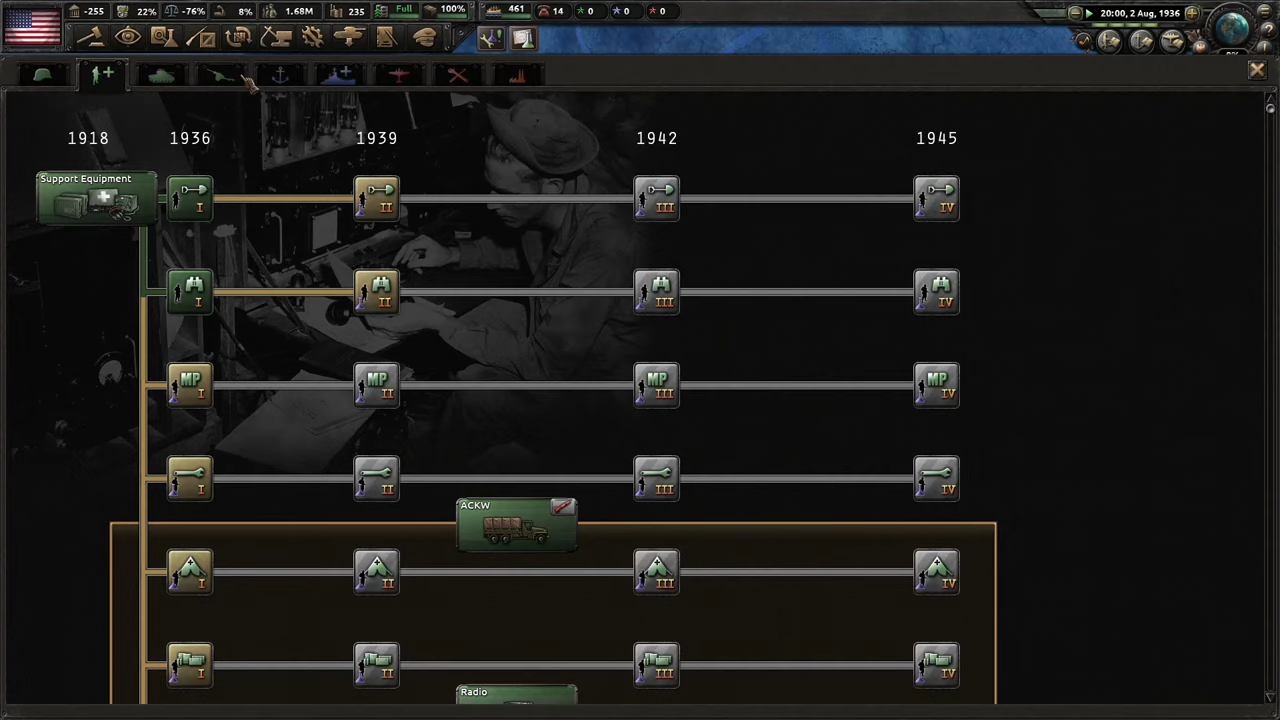 -255 22% -76% 8% 1.68M 235 Full 100% 461 14 0 0 0 20:00, 2 Aug, 1936
1918 1936 1939 1942 1945
Support Equipment
I II III IV
I II III IV
MP I MP II MP III MP IV
I II III IV
ACKW
I II III IV
I II III IV
Radio